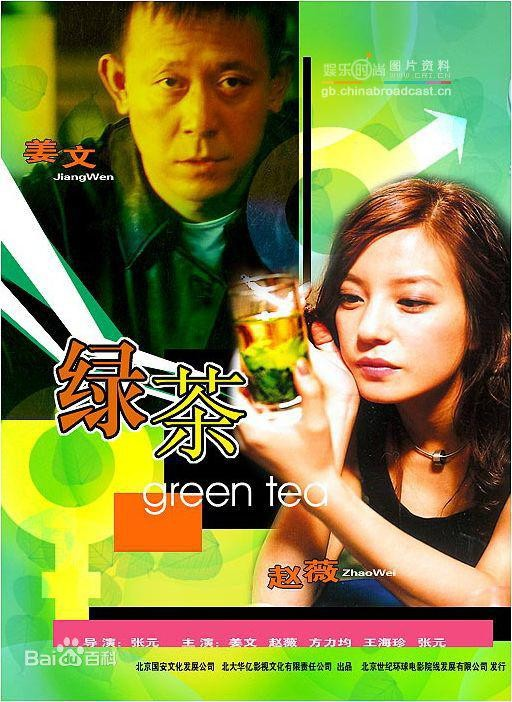 娱乐时尚 图片资料
WWW.CRI.CN
gb.chinabroadcast.cn
姜文
JiangWen
绿茶
green tea
赵薇 ZhaoWei
导演:张元 主演:姜文 赵薇 方力均 王海珍 张元
Bai 百科
北京国安文化发展公司 北大华亿影视文化有限责任公司 出品 北京世纪环球电影院线发展有限公司 发行